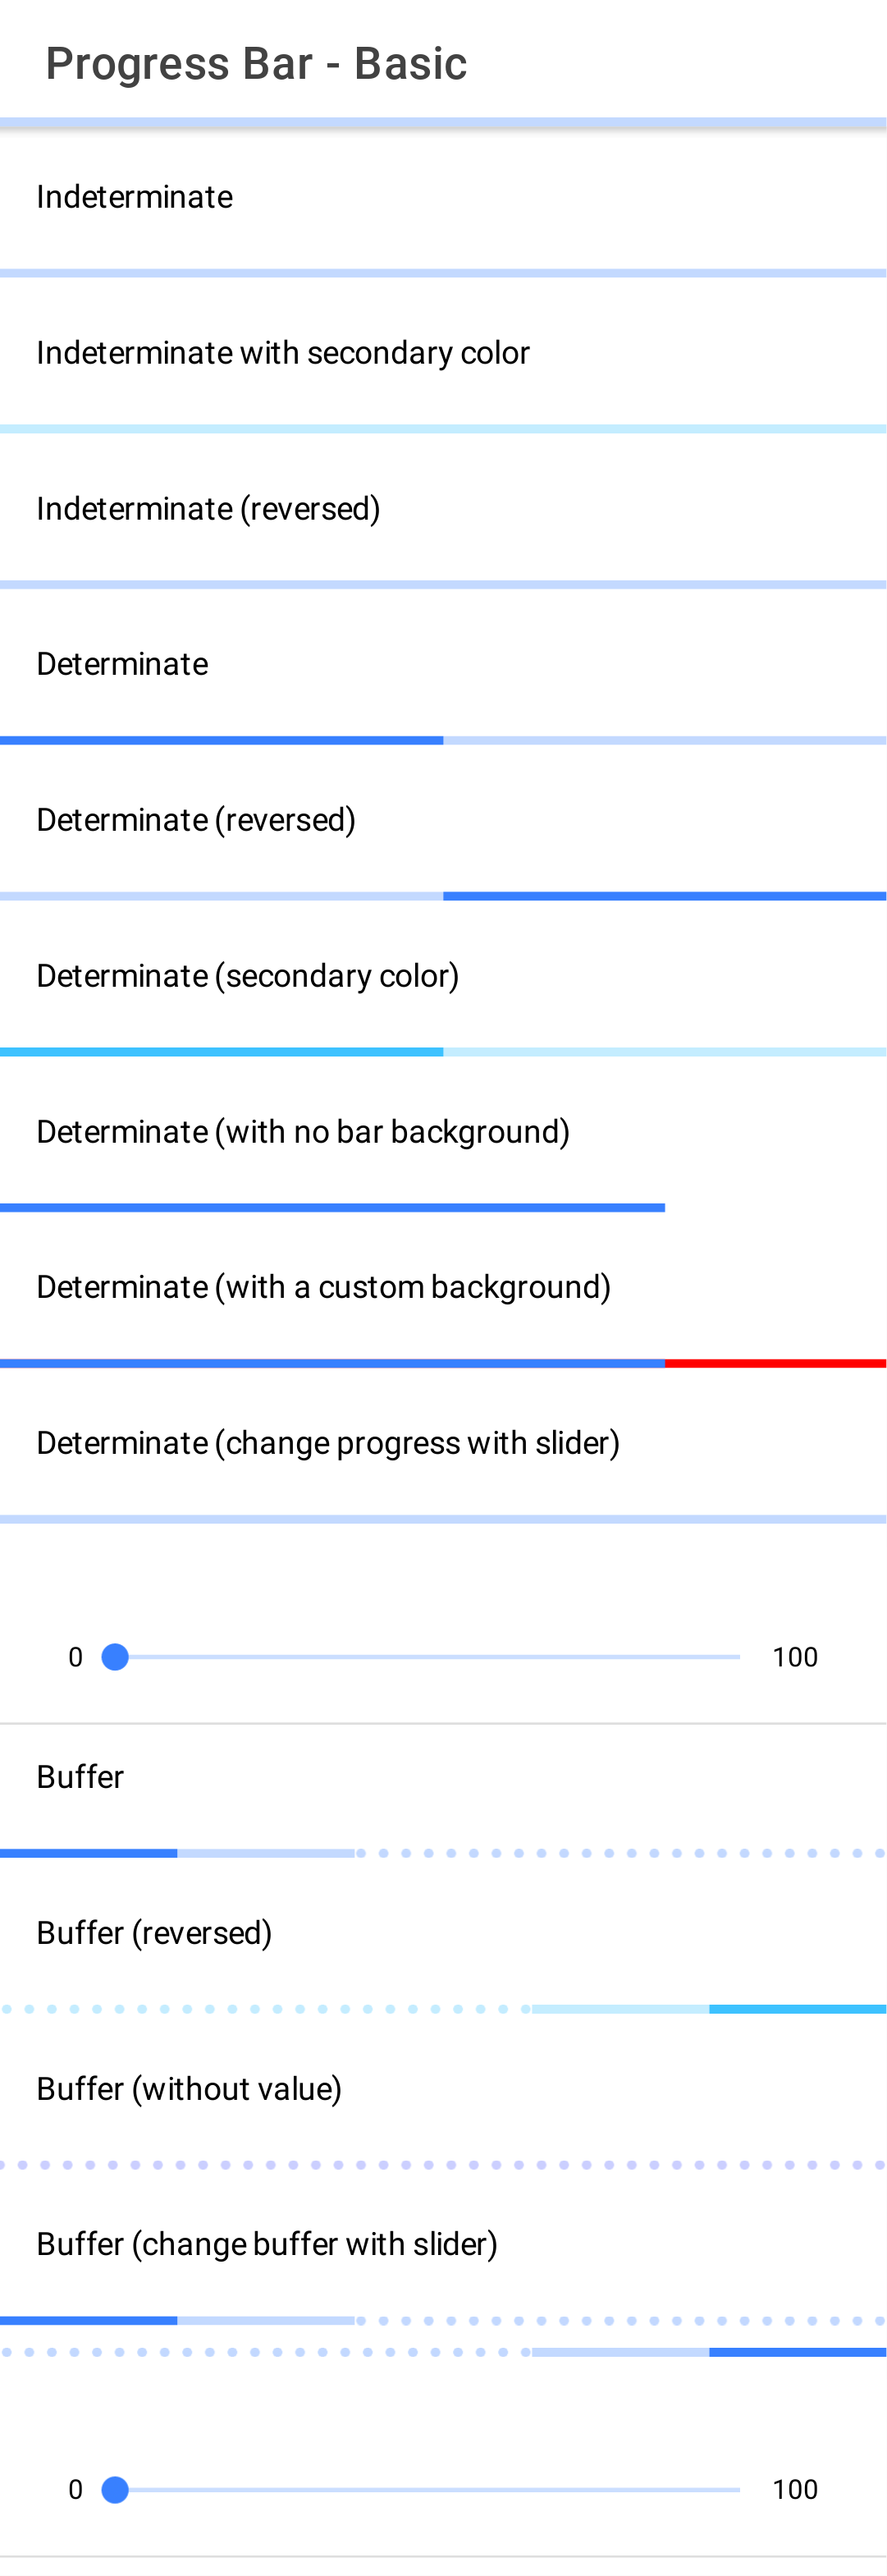 Progress Bar - Basic
Indeterminate
Indeterminate with secondary color
Indeterminate (reversed)
Determinate
Determinate (reversed)
Determinate (secondary color)
Determinate (with no bar background)
Determinate (with a custom background)
Determinate (change progress with slider)
0 100
Buffer
Buffer (reversed)
Buffer (without value)
Buffer (change buffer with slider)
0 100